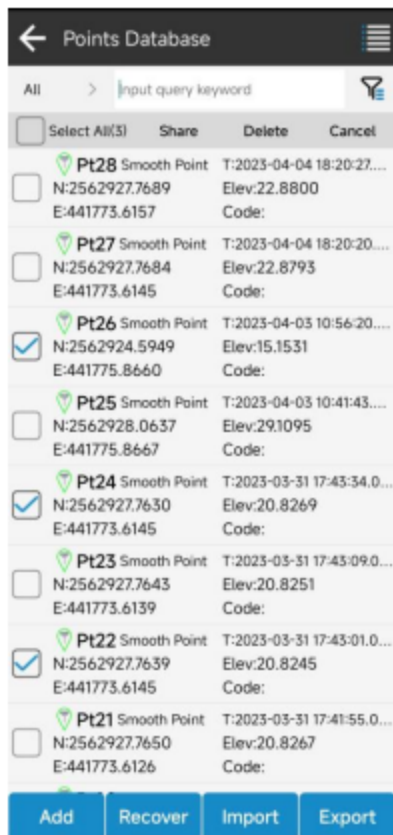 Points Database
All > Input query keyword
Select All(3) Share Delete Cancel
Pt28 Smooth Point T:2023-04-04 18:20:27....
N:2562927.7689 Elev:22.8800
E:441773.6157 Code:
Pt27 Smooth Point T:2023-04-04 18:20:20....
N:2562927.7684 Elev:22.8793
E:441773.6145 Code:
Pt26 Smooth Point T:2023-04-03 10:56:20....
N:2562924.5949 Elev:15.1531
E:441775.8660 Code:
Pt25 Smooth Point T:2023-04-03 10:41:43....
N:2562928.0637 Elev:29.1095
E:441775.8667 Code:
Pt24 Smooth Point T:2023-03-31 17:43:34.0...
N:2562927.7630 Elev:20.8269
E:441773.6145 Code:
Pt23 Smooth Point T:2023-03-31 17:43:09.0...
N:2562927.7643 Elev:20.8251
E:441773.6139 Code:
Pt22 Smooth Point T:2023-03-31 17:43:01.0...
N:2562927.7639 Elev:20.8245
E:441773.6145 Code:
Pt21 Smooth Point T:2023-03-31 17:41:55.0...
N:2562927.7650 Elev:20.8267
E:441773.6126 Code:
Add Recover Import Export